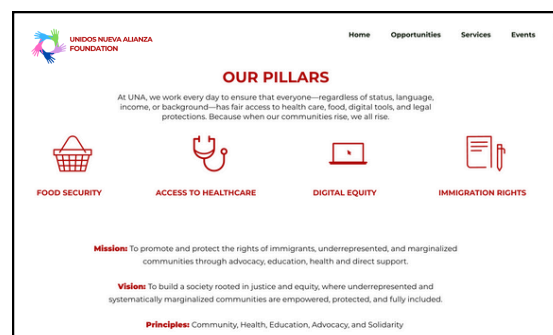 UNIDOS NUEVA ALIANZA
FOUNDATION
Home Opportunities Services Events
OUR PILLARS
At UNA, we work every day to ensure that everyone—regardless of status, language,
income, or background—has fair access to health care, food, digital tools, and legal
protections. Because when our communities rise, we all rise.
FOOD SECURITY ACCESS TO HEALTHCARE DIGITAL EQUITY IMMIGRATION RIGHTS
Mission: To promote and protect the rights of immigrants, underrepresented, and marginalized
communities through advocacy, education, health and direct support.
Vision: To build a society rooted in justice and equity, where underrepresented and
systematically marginalized communities are empowered, protected, and fully included.
Principles: Community, Health, Education, Advocacy, and Solidarity